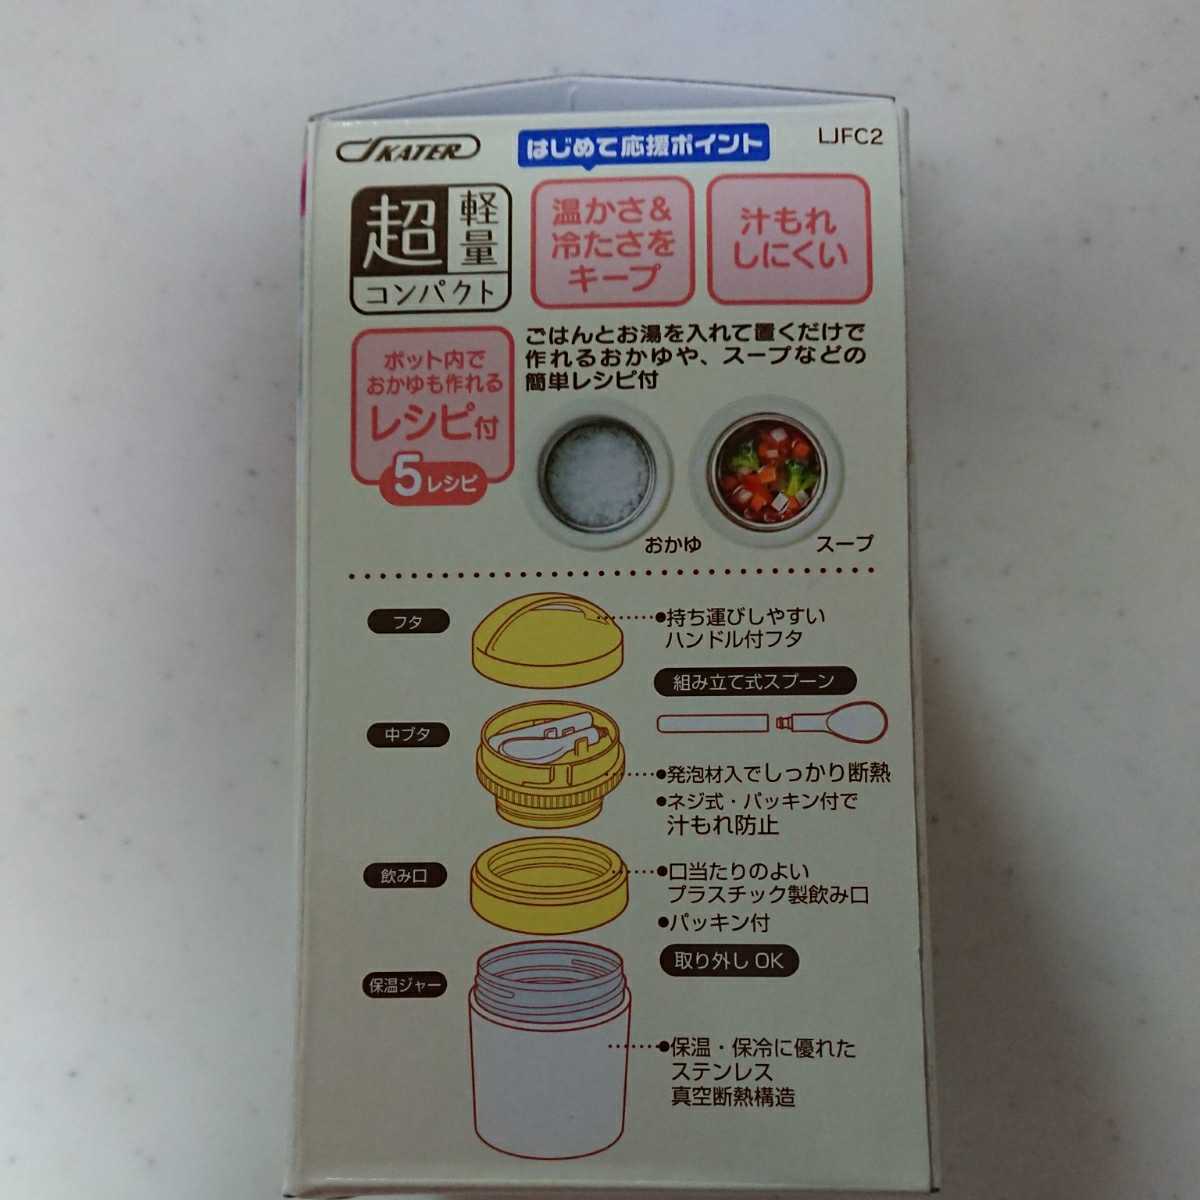 SKATER
はじめて応援ポイント
LJFC2
超軽量
コンパクト
温かさ&
冷たさを
キープ
汁もれ
しにくい
ポット内で
おかゆも作れる
レシピ付
5レシピ
ごはんとお湯を入れて置くだけで
作れるおかゆや、スープなどの
簡単レシピ付
おかゆ
スープ
フタ
●持ち運びしやすい
ハンドル付フタ
組み立て式スプーン
中ブタ
●発泡材入でしっかり断熱
●ネジ式・パッキン付で
汁もれ防止
飲み口
●口当たりのよい
プラスチック製飲み口
●パッキン付
取り外しOK
保温ジャー
●保温・保冷に優れた
ステンレス
真空断熱構造